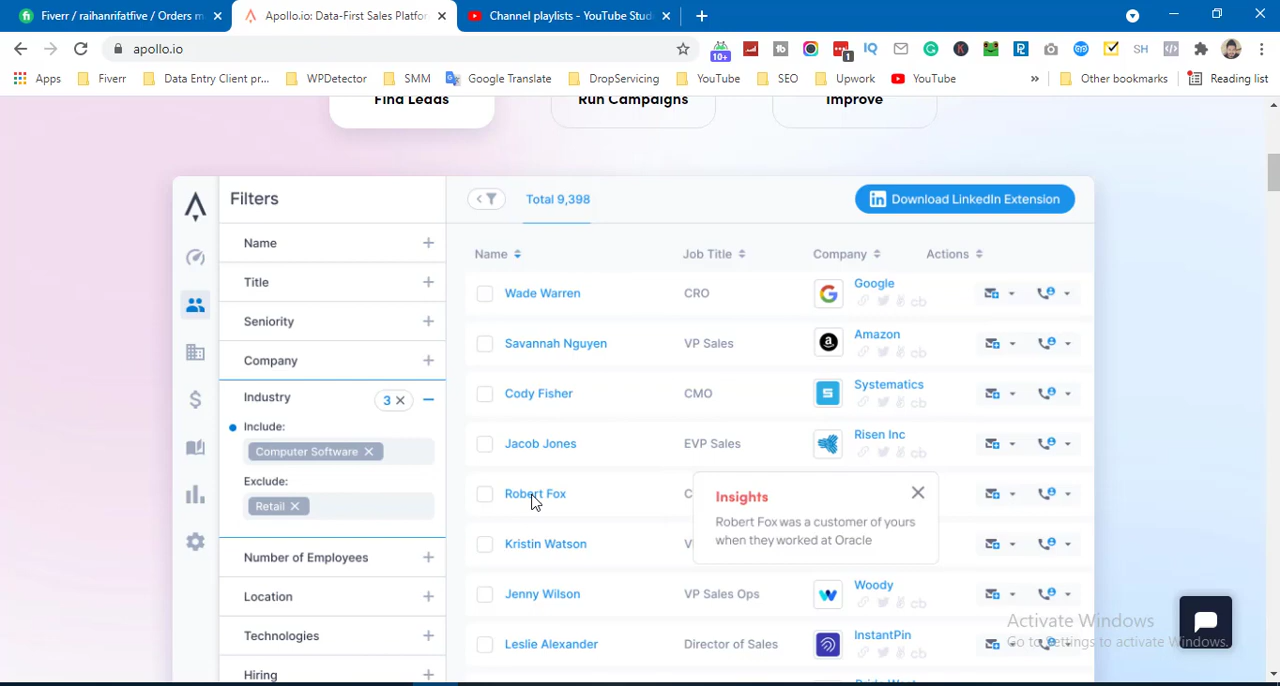 Fiverr / raihanrifatfive / Orders m
Apollo.io: Data-First Sales Platfor
Channel playlists - YouTube Stud
apollo.io
10+
1
IQ
SH
Apps
Fiverr
Data Entry Client pr...
WPDetector
SMM
Google Translate
DropServicing
YouTube
SEO
Upwork
YouTube
»
Other bookmarks
Reading list
Find Leads
Run Campaigns
Improve
Filters
Total 9,398
Download LinkedIn Extension
Name
Name
Job Title
Company
Actions
Title
Wade Warren
CRO
Google
Seniority
Savannah Nguyen
VP Sales
Amazon
Company
Industry
3
Cody Fisher
CMO
Systematics
Include:
Computer Software
Jacob Jones
EVP Sales
Risen Inc
Exclude:
Retail
Robert Fox
C
Insights
Robert Fox was a customer of yours
when they worked at Oracle
Number of Employees
Kristin Watson
Location
Jenny Wilson
VP Sales Ops
Woody
Technologies
Leslie Alexander
Director of Sales
InstantPin
Hiring
Activate Windows
Go to Settings to activate Windows.